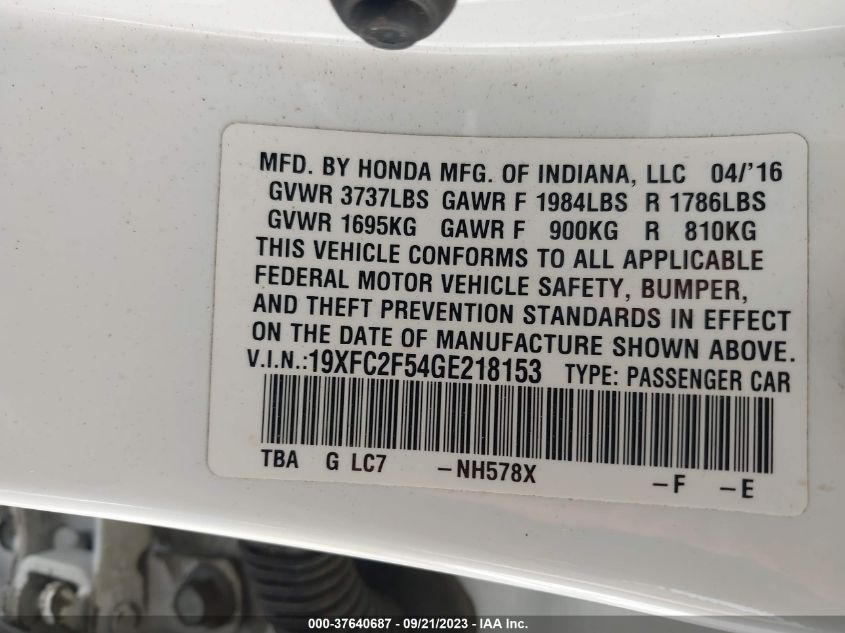 MFD. BY HONDA MFG. OF INDIANA, LLC 04/'16
GVWR 3737LBS GAWR F 1984LBS R 1786LBS
GVWR 1695KG GAWR F 900KG R 810KG
THIS VEHICLE CONFORMS TO ALL APPLICABLE
FEDERAL MOTOR VEHICLE SAFETY, BUMPER,
AND THEFT PREVENTION STANDARDS IN EFFECT
ON THE DATE OF MANUFACTURE SHOWN ABOVE.
V.I.N.:19XFC2F54GE218153 TYPE: PASSENGER CAR
TBA G LC7 -NH578X -F -E
000-37640687 - 09/21/2023 - IAA Inc.